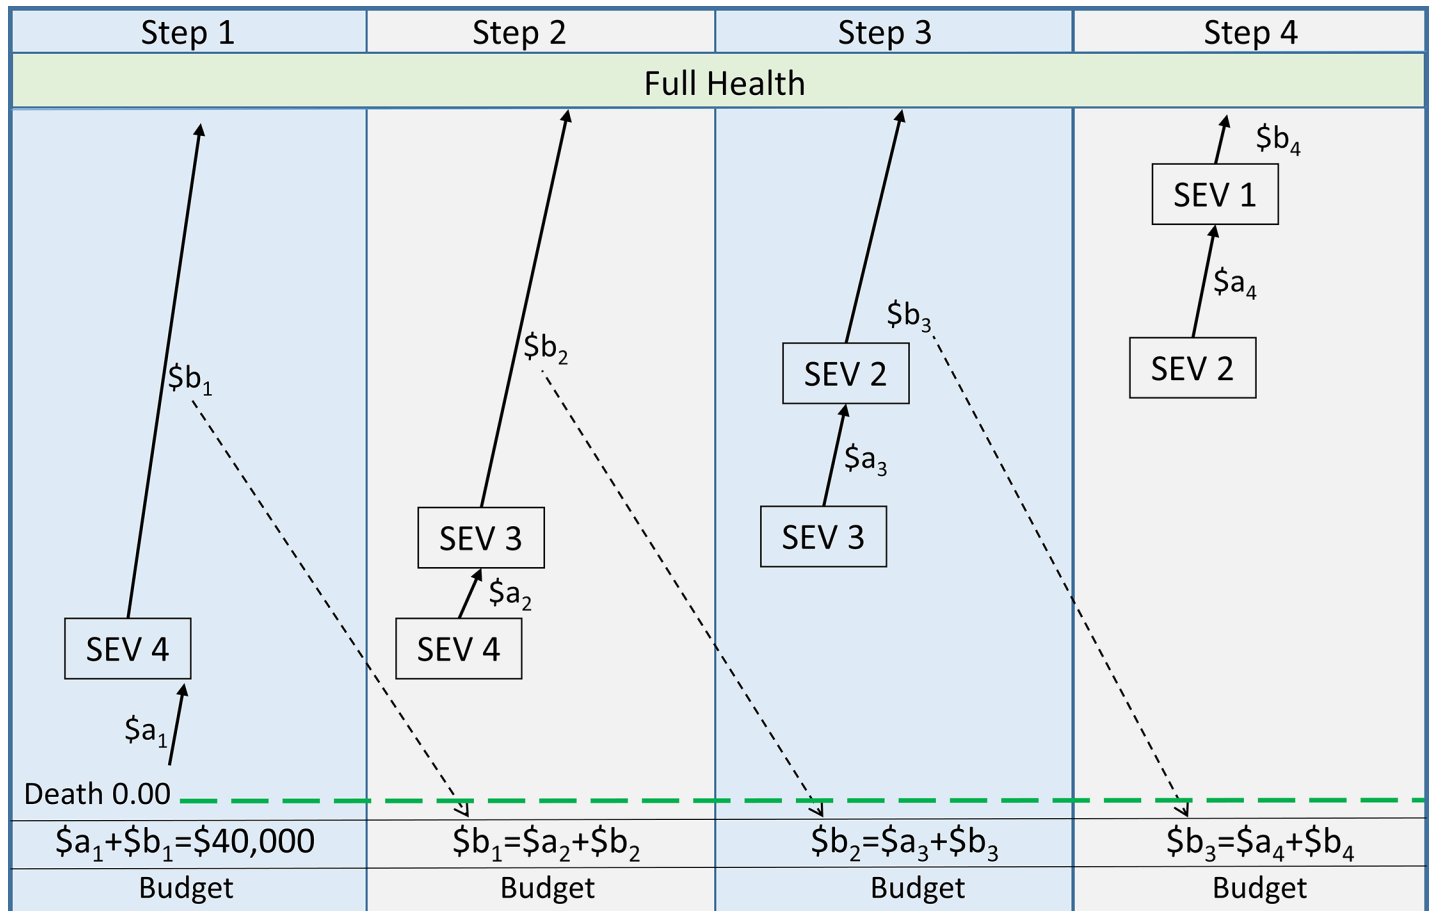 Step 1
Step 2
Step 3
Step 4
Full Health
$b₁
SEV 4
$a₁
$b₂
SEV 3
$a₂
SEV 4
$b₃
SEV 2
$a₃
SEV 3
$b₄
SEV 1
$a₄
SEV 2
Death 0.00
$a₁+$b₁=$40,000
$b₁=$a₂+$b₂
$b₂=$a₃+$b₃
$b₃=$a₄+$b₄
Budget
Budget
Budget
Budget